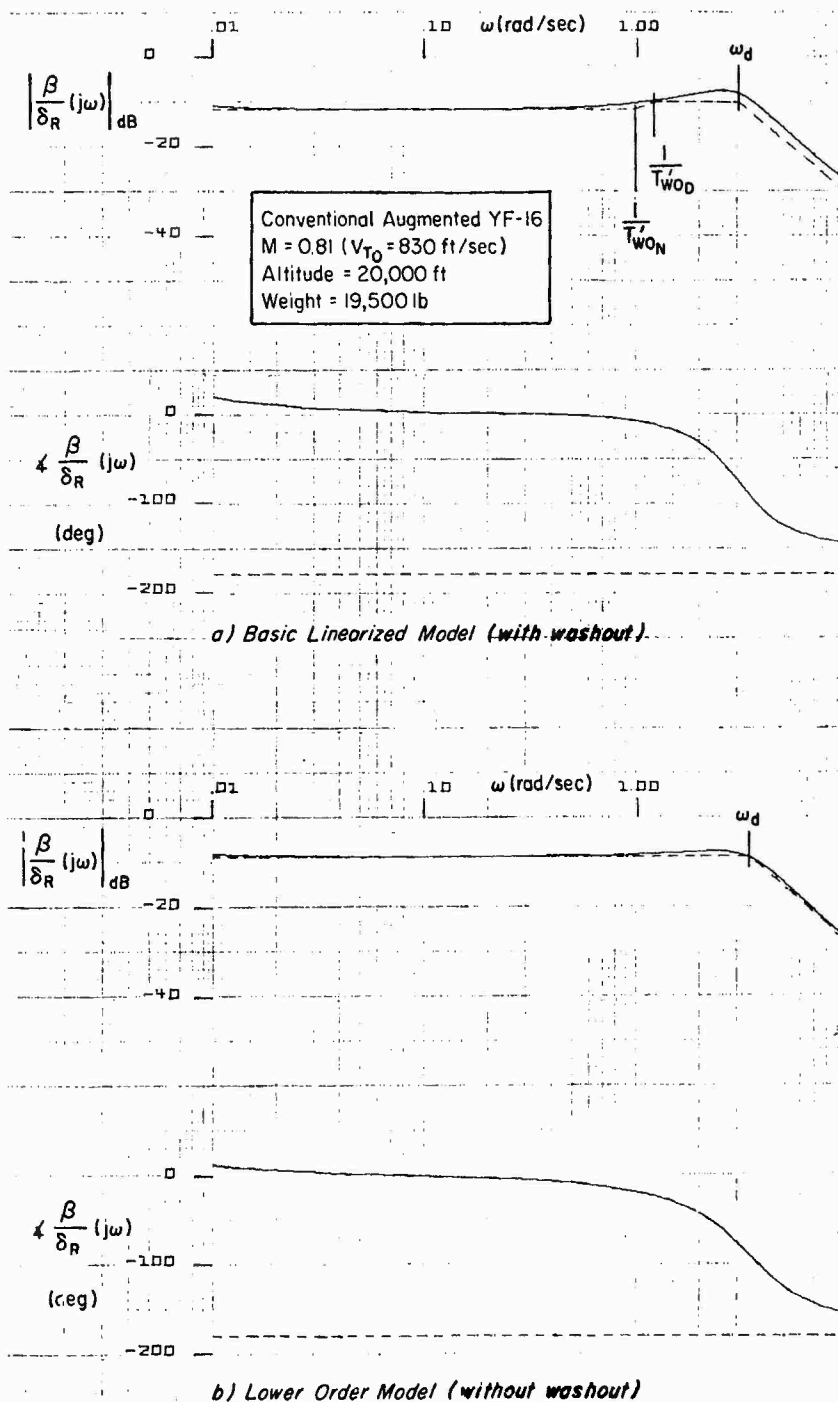 .01 .10 ω(rad/sec) 1.00
ω_d
0
|β/δ_R (jω)|_dB
-20
1/T'_WO_D
1/T'_WO_N
-40
Conventional Augmented YF-16
M = 0.81 (V_T_0 = 830 ft/sec)
Altitude = 20,000 ft
Weight = 19,500 lb
0
∡ β/δ_R (jω)
-100
(deg)
-200
a) Basic Linearized Model (with washout)
.01 .10 ω(rad/sec) 1.00
ω_d
0
|β/δ_R (jω)|_dB
-20
-40
0
∡ β/δ_R (jω)
-100
(deg)
-200
b) Lower Order Model (without washout)